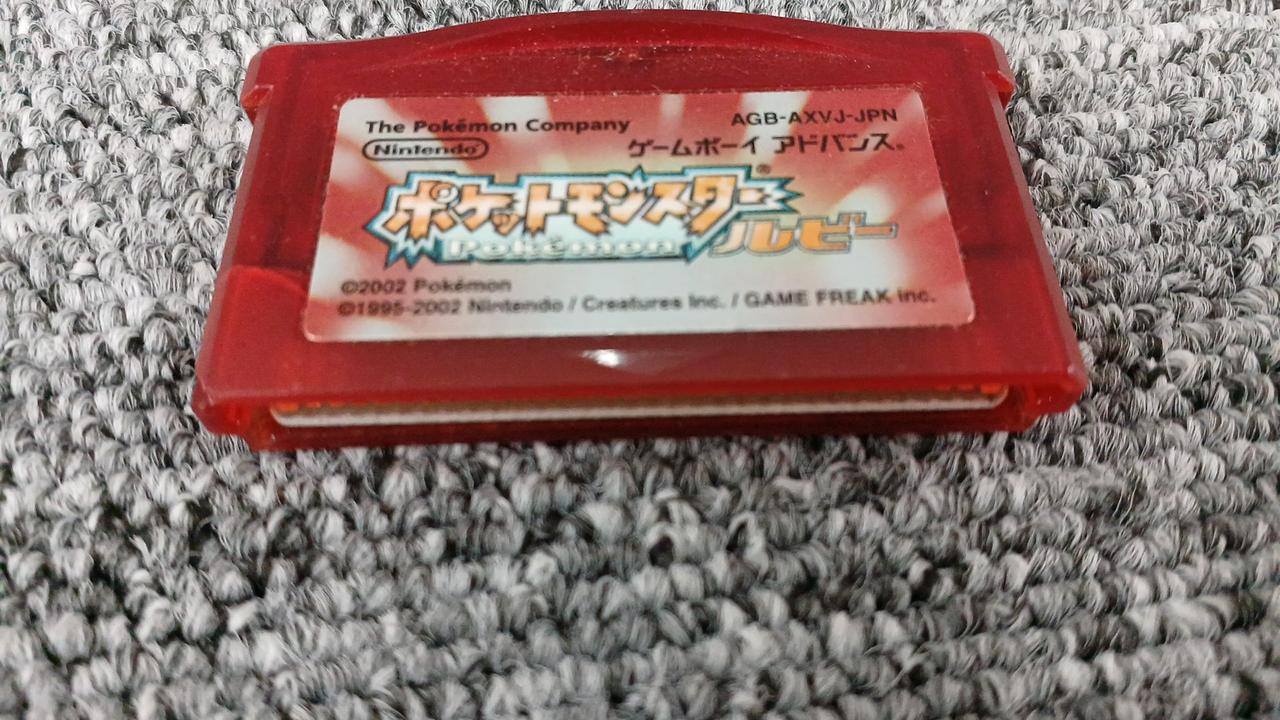 The Pokémon Company
AGB-AXVJ-JPN
Nintendo
ゲームボーイ アドバンス®
ポケットモンスター®
Pokémon
ルビー
©2002 Pokémon
©1995-2002 Nintendo / Creatures Inc. / GAME FREAK inc.